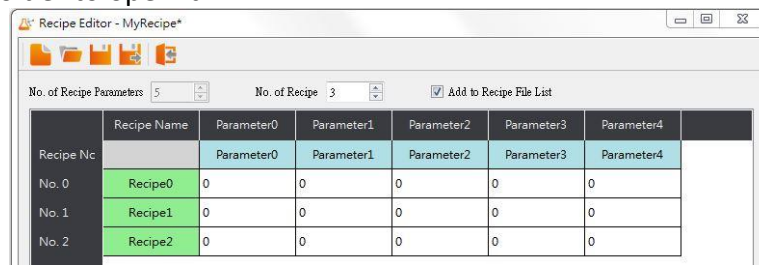 Recipe Editor - MyRecipe*
No. of Recipe Parameters 5 No. of Recipe 3 Add to Recipe File List
Recipe Name Parameter0 Parameter1 Parameter2 Parameter3 Parameter4
Recipe Nc Parameter0 Parameter1 Parameter2 Parameter3 Parameter4
No. 0 Recipe0 0 0 0 0 0
No. 1 Recipe1 0 0 0 0 0
No. 2 Recipe2 0 0 0 0 0